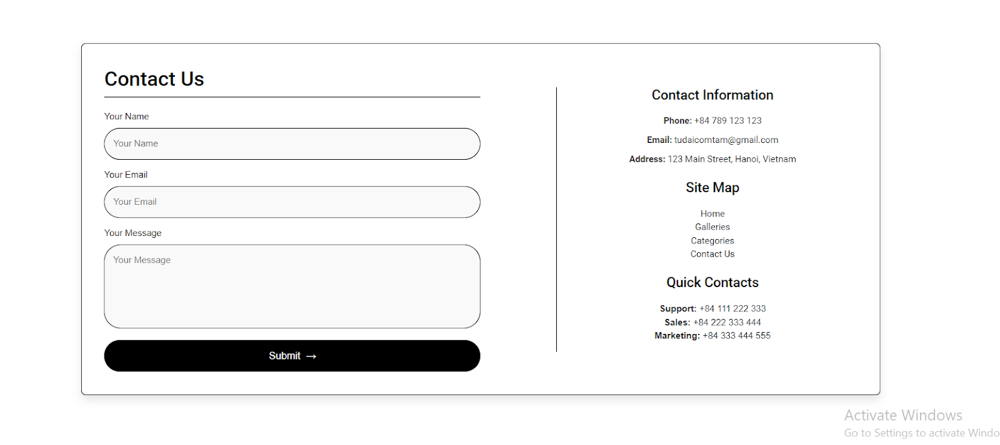 Contact Us
Your Name
Your Name
Your Email
Your Email
Your Message
Your Message
Submit →
Contact Information
Phone: +84 789 123 123
Email: tudaicomtam@gmail.com
Address: 123 Main Street, Hanoi, Vietnam
Site Map
Home
Galleries
Categories
Contact Us
Quick Contacts
Support: +84 111 222 333
Sales: +84 222 333 444
Marketing: +84 333 444 555
Activate Windows
Go to Settings to activate Windo